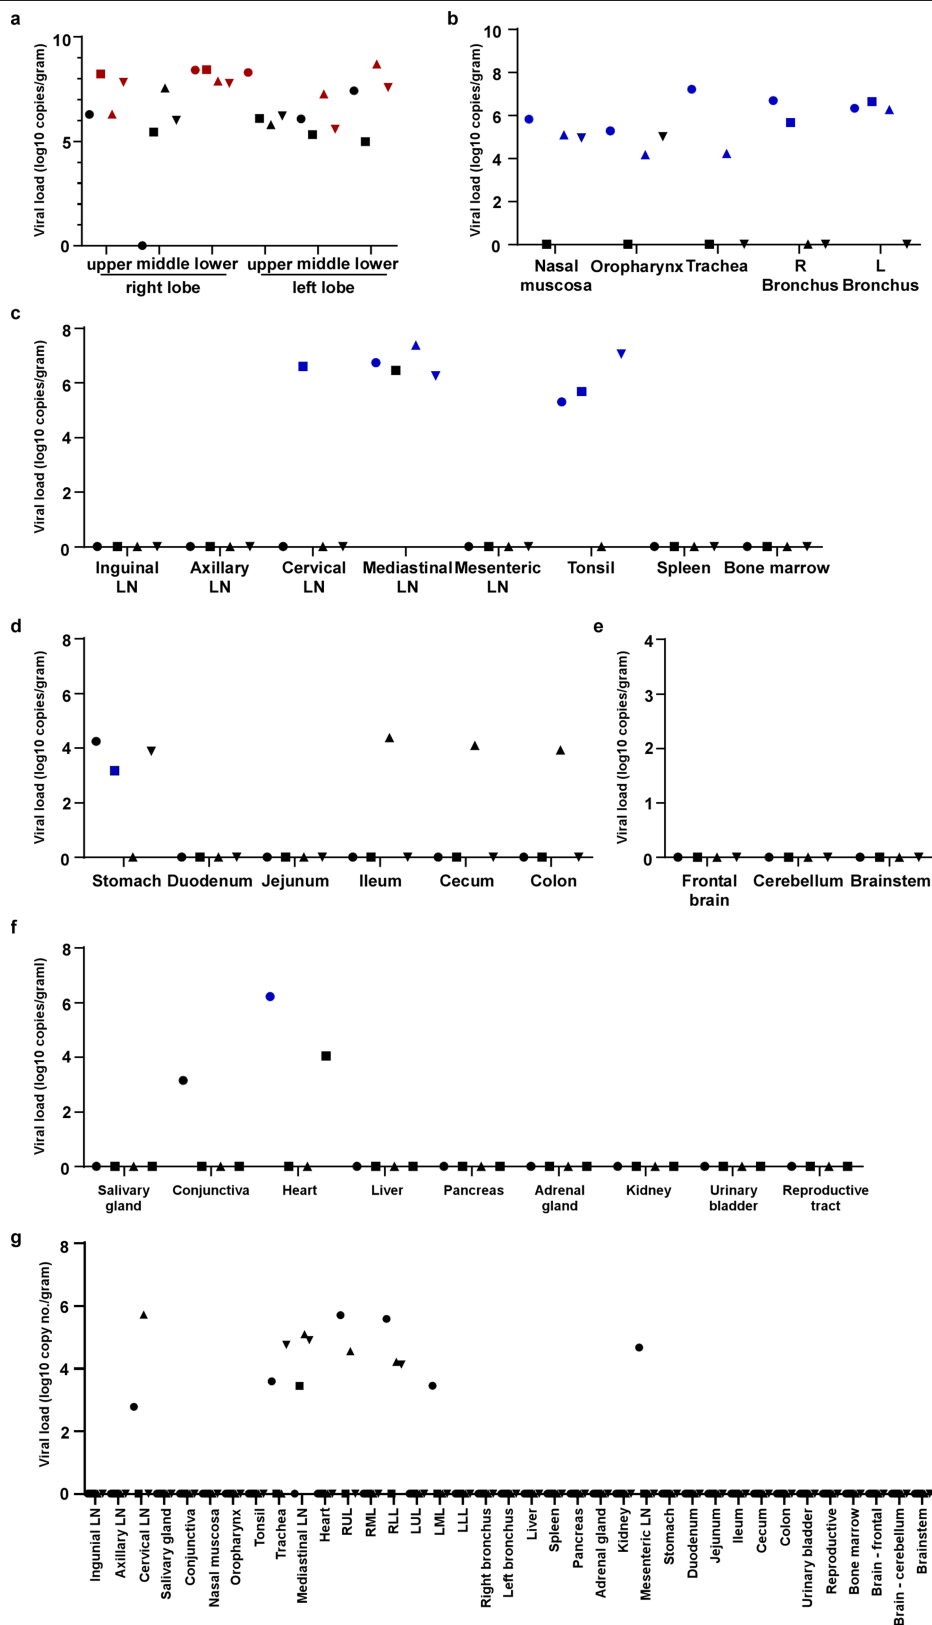 a
Viral load (log10 copies/gram)
10
5
0
upper middle lower
upper middle lower
right lobe
left lobe
b
Viral load (log10 copies/gram)
10
8
6
4
2
0
Nasal
muscosa
Oropharynx
Trachea
R
Bronchus
L
Bronchus
c
Viral load (log10 copies/gram)
8
6
4
2
0
Inguinal
LN
Axillary
LN
Cervical
LN
Mediastinal
LN
Mesenteric
LN
Tonsil
Spleen
Bone marrow
d
Viral load (log10 copies/gram)
8
6
4
2
0
Stomach
Duodenum
Jejunum
Ileum
Cecum
Colon
e
Viral load (log10 copies/gram)
4
3
2
1
0
Frontal
brain
Cerebellum
Brainstem
f
Viral load (log10 copies/graml)
8
6
4
2
0
Salivary
gland
Conjunctiva
Heart
Liver
Pancreas
Adrenal
gland
Kidney
Urinary
bladder
Reproductive
tract
g
Viral load (log10 copy no./gram)
8
6
4
2
0
Ingunial LN
Axillary LN
Cervical LN
Salivary gland
Conjunctiva
Nasal muscosa
Oropharynx
Tonsil
Trachea
Mediastinal LN
Heart
RUL
RML
RLL
LUL
LML
LLL
Right bronchus
Left bronchus
Liver
Spleen
Pancreas
Adrenal gland
Kidney
Mesenteric LN
Stomach
Duodenum
Jejunum
Ileum
Cecum
Colon
Urinary bladder
Reproductive
Bone marrow
Brain - frontal
Brain - cerebellum
Brainstem